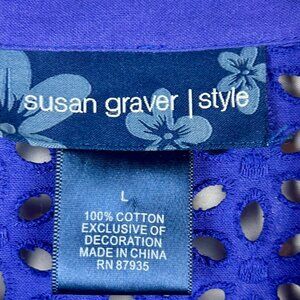 susan graver | style
L
100% COTTON
EXCLUSIVE OF
DECORATION
MADE IN CHINA
RN 87935